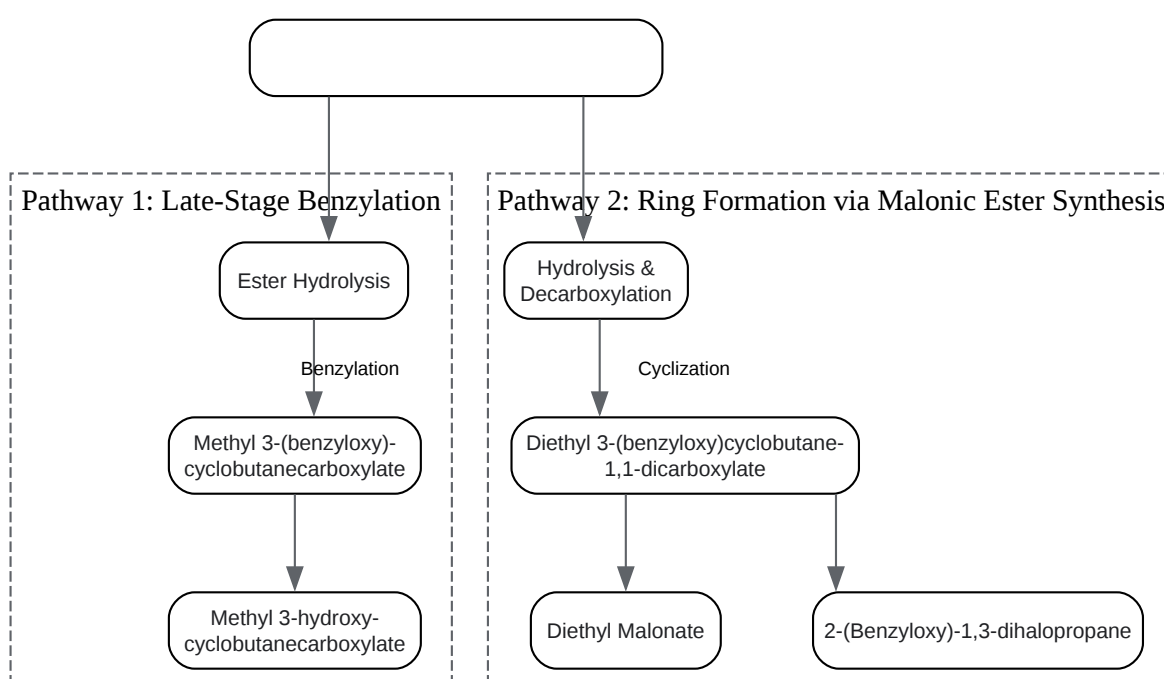 Pathway 1: Late-Stage Benzylation
Ester Hydrolysis
Benzylation
Methyl 3-(benzyloxy)-
cyclobutanecarboxylate
Methyl 3-hydroxy-
cyclobutanecarboxylate
Pathway 2: Ring Formation via Malonic Ester Synthesis
Hydrolysis &
Decarboxylation
Cyclization
Diethyl 3-(benzyloxy)cyclobutane-
1,1-dicarboxylate
Diethyl Malonate
2-(Benzyloxy)-1,3-dihalopropane